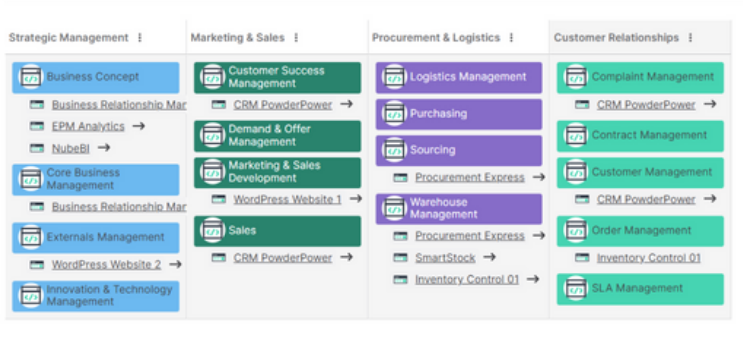 Strategic Management
Business Concept
Business Relationship Mar
EPM Analytics
NubeBI
Core Business
Management
Business Relationship Mar
Externals Management
WordPress Website 2
Innovation & Technology
Management
Marketing & Sales
Customer Success
Management
CRM PowderPower
Demand & Offer
Management
Marketing & Sales
Development
WordPress Website 1
Sales
CRM PowderPower
Procurement & Logistics
Logistics Management
Purchasing
Sourcing
Procurement Express
Warehouse
Management
Procurement Express
SmartStock
Inventory Control 01
Customer Relationships
Complaint Management
CRM PowderPower
Contract Management
Customer Management
CRM PowderPower
Order Management
Inventory Control 01
SLA Management